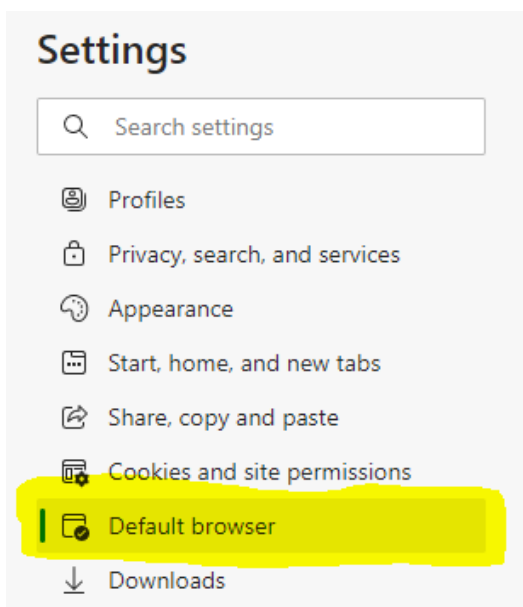 Settings
Search settings
Profiles
Privacy, search, and services
Appearance
Start, home, and new tabs
Share, copy and paste
Cookies and site permissions
Default browser
Downloads